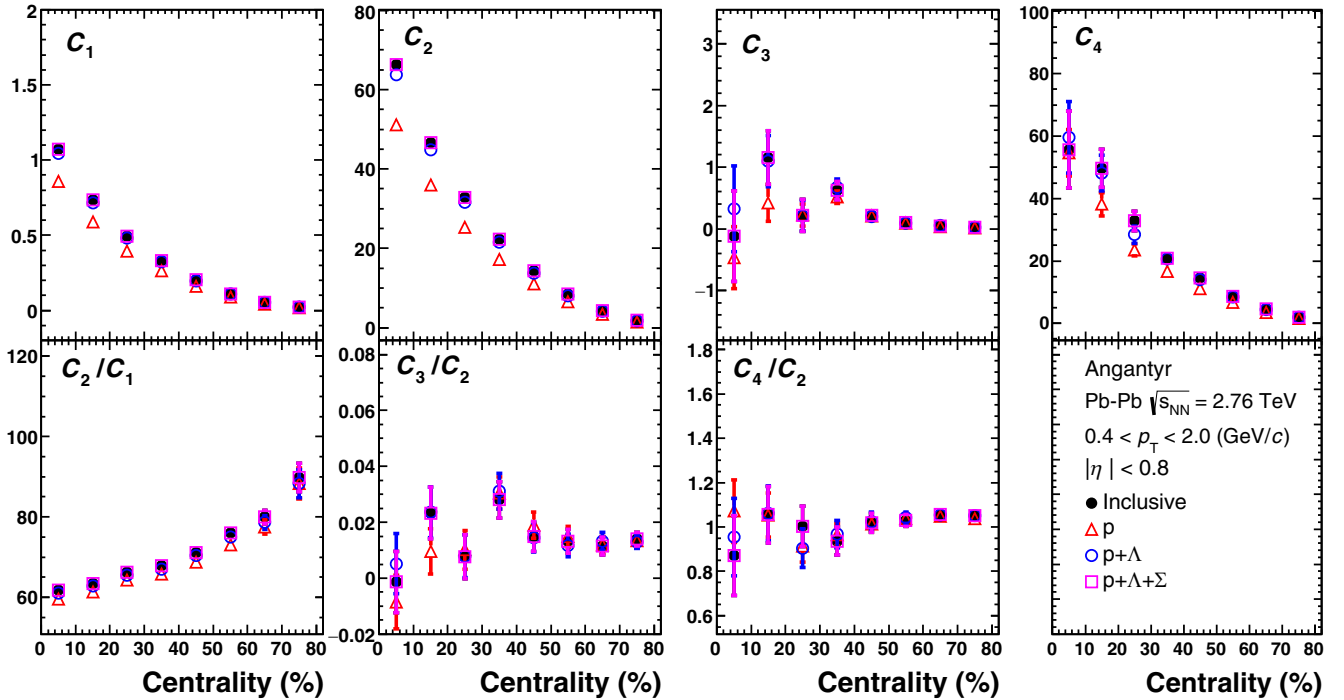 C1
2
1.5
1
0.5
0
C2
80
60
40
20
0
C3
3
2
1
0
−1
C4
100
80
60
40
20
0
C2/C1
120
100
80
60
C3/C2
0.08
0.06
0.04
0.02
0
−0.02
C4/C2
1.8
1.6
1.4
1.2
1
0.8
0.6
Angantyr
Pb-Pb √sNN = 2.76 TeV
0.4 < pT < 2.0 (GeV/c)
|η| < 0.8
Inclusive
p
p+Λ
p+Λ+Σ
0 10 20 30 40 50 60 70 80
0 10 20 30 40 50 60 70 80
0 10 20 30 40 50 60 70 80
0 10 20 30 40 50 60 70 80
Centrality (%)
Centrality (%)
Centrality (%)
Centrality (%)